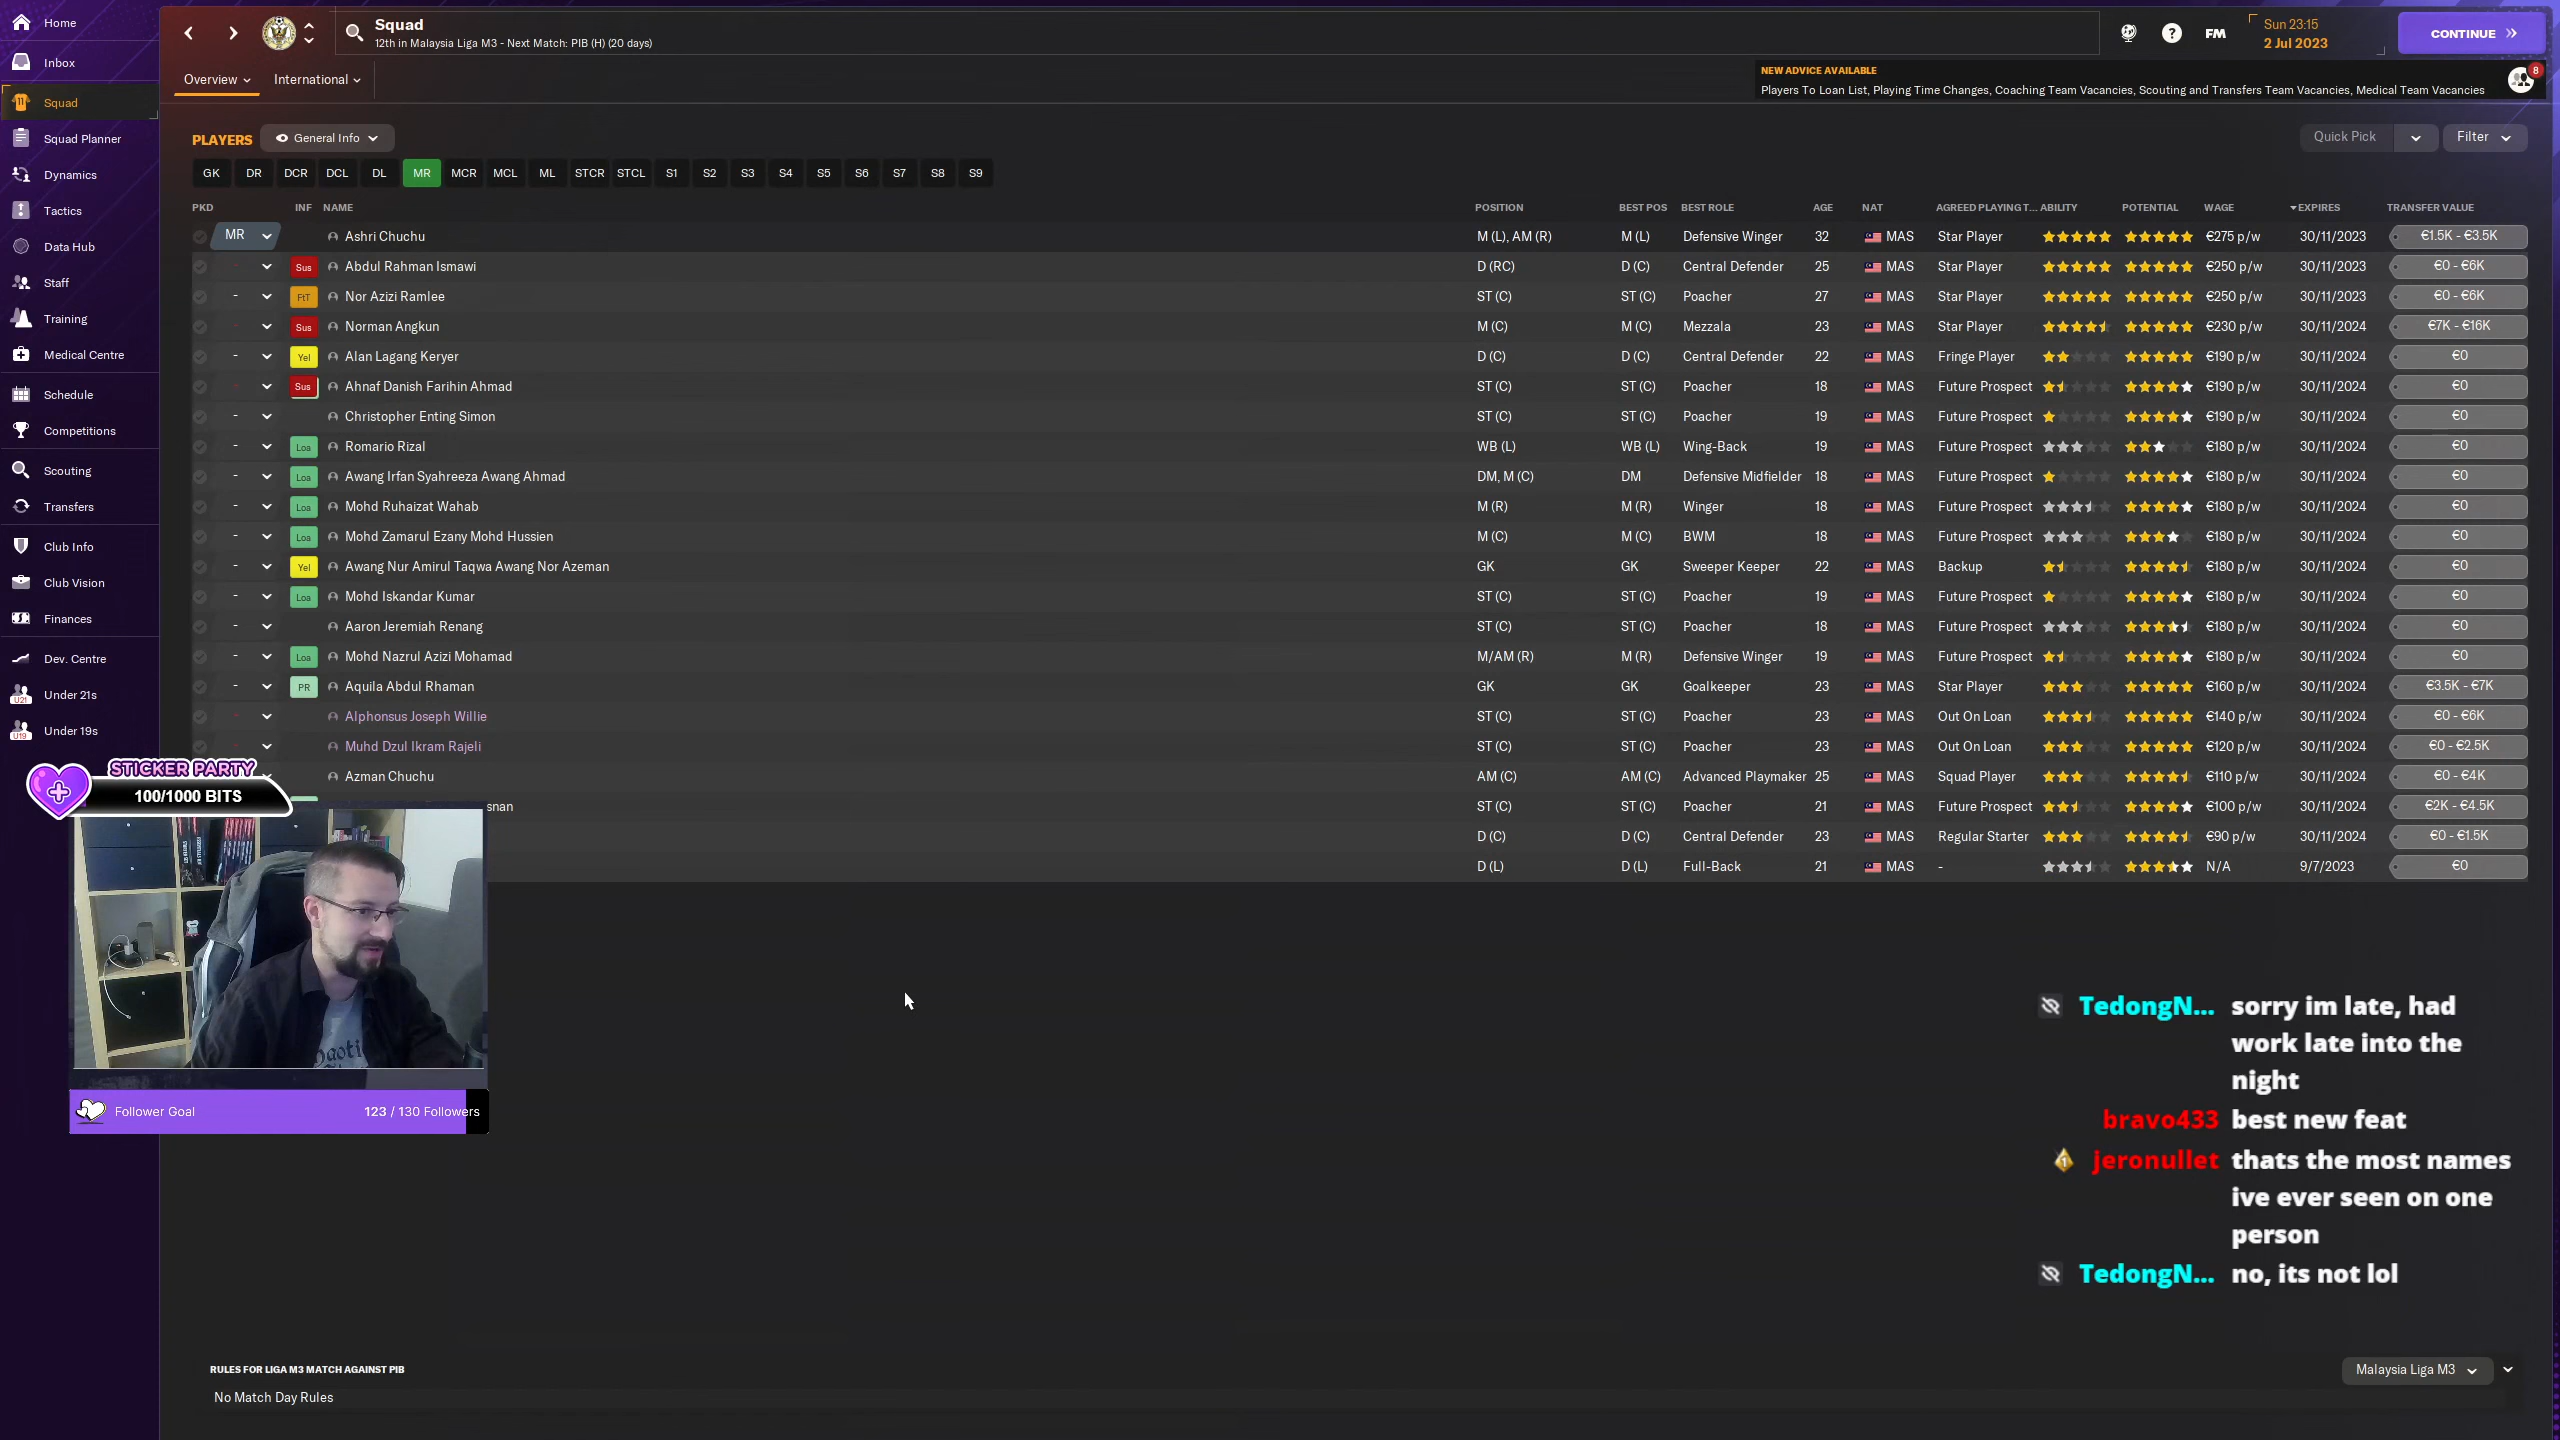 Home
Inbox
Squad
Squad Planner
Dynamics
Tactics
Data Hub
Staff
Training
Medical Centre
Schedule
Competitions
Scouting
Transfers
Club Info
Club Vision
Finances
Dev. Centre
Under 21s
Under 19s
Squad
12th in Malaysia Liga M3 - Next Match: PIB (H) (20 days)
FM
Sun 23:15
2 Jul 2023
CONTINUE
Overview International
NEW ADVICE AVAILABLE
Players To Loan List, Playing Time Changes, Coaching Team Vacancies, Scouting and Transfers Team Vacancies, Medical Team Vacancies
8
PLAYERS General Info
Quick Pick Filter
GK DR DCR DCL DL MR MCR MCL ML STCR STCL S1 S2 S3 S4 S5 S6 S7 S8 S9
PKD INF NAME POSITION BEST POS BEST ROLE AGE NAT AGREED PLAYING T... ABILITY POTENTIAL WAGE EXPIRES TRANSFER VALUE
MR Ashri Chuchu M (L), AM (R) M (L) Defensive Winger 32 MAS Star Player €275 p/w 30/11/2023 €1.5K - €3.5K
- Sus Abdul Rahman Ismawi D (RC) D (C) Central Defender 25 MAS Star Player €250 p/w 30/11/2023 €0 - €6K
- FtT Nor Azizi Ramlee ST (C) ST (C) Poacher 27 MAS Star Player €250 p/w 30/11/2023 €0 - €6K
- Sus Norman Angkun M (C) M (C) Mezzala 23 MAS Star Player €230 p/w 30/11/2024 €7K - €16K
- Yel Alan Lagang Keryer D (C) D (C) Central Defender 22 MAS Fringe Player €190 p/w 30/11/2024 €0
- Sus Ahnaf Danish Farihin Ahmad ST (C) ST (C) Poacher 18 MAS Future Prospect €190 p/w 30/11/2024 €0
- Christopher Enting Simon ST (C) ST (C) Poacher 19 MAS Future Prospect €190 p/w 30/11/2024 €0
- Loa Romario Rizal WB (L) WB (L) Wing-Back 19 MAS Future Prospect €180 p/w 30/11/2024 €0
- Loa Awang Irfan Syahreeza Awang Ahmad DM, M (C) DM Defensive Midfielder 18 MAS Future Prospect €180 p/w 30/11/2024 €0
- Loa Mohd Ruhaizat Wahab M (R) M (R) Winger 18 MAS Future Prospect €180 p/w 30/11/2024 €0
- Loa Mohd Zamarul Ezany Mohd Hussien M (C) M (C) BWM 18 MAS Future Prospect €180 p/w 30/11/2024 €0
- Yel Awang Nur Amirul Taqwa Awang Nor Azeman GK GK Sweeper Keeper 22 MAS Backup €180 p/w 30/11/2024 €0
- Loa Mohd Iskandar Kumar ST (C) ST (C) Poacher 19 MAS Future Prospect €180 p/w 30/11/2024 €0
- Aaron Jeremiah Renang ST (C) ST (C) Poacher 18 MAS Future Prospect €180 p/w 30/11/2024 €0
- Loa Mohd Nazrul Azizi Mohamad M/AM (R) M (R) Defensive Winger 19 MAS Future Prospect €180 p/w 30/11/2024 €0
- PR Aquila Abdul Rhaman GK GK Goalkeeper 23 MAS Star Player €160 p/w 30/11/2024 €3.5K - €7K
- Alphonsus Joseph Willie ST (C) ST (C) Poacher 23 MAS Out On Loan €140 p/w 30/11/2024 €0 - €6K
- Muhd Dzul Ikram Rajeli ST (C) ST (C) Poacher 23 MAS Out On Loan €120 p/w 30/11/2024 €0 - €2.5K
Azman Chuchu AM (C) AM (C) Advanced Playmaker 25 MAS Squad Player €110 p/w 30/11/2024 €0 - €4K
snan ST (C) ST (C) Poacher 21 MAS Future Prospect €100 p/w 30/11/2024 €2K - €4.5K
D (C) D (C) Central Defender 23 MAS Regular Starter €90 p/w 30/11/2024 €0 - €1.5K
D (L) D (L) Full-Back 21 MAS - N/A 9/7/2023 €0
STICKER PARTY
100/1000 BITS
Follower Goal 123 / 130 Followers
TedongN... sorry im late, had
work late into the
night
bravo433 best new feat
jeronullet thats the most names
ive ever seen on one
person
TedongN... no, its not lol
RULES FOR LIGA M3 MATCH AGAINST PIB
Malaysia Liga M3
No Match Day Rules